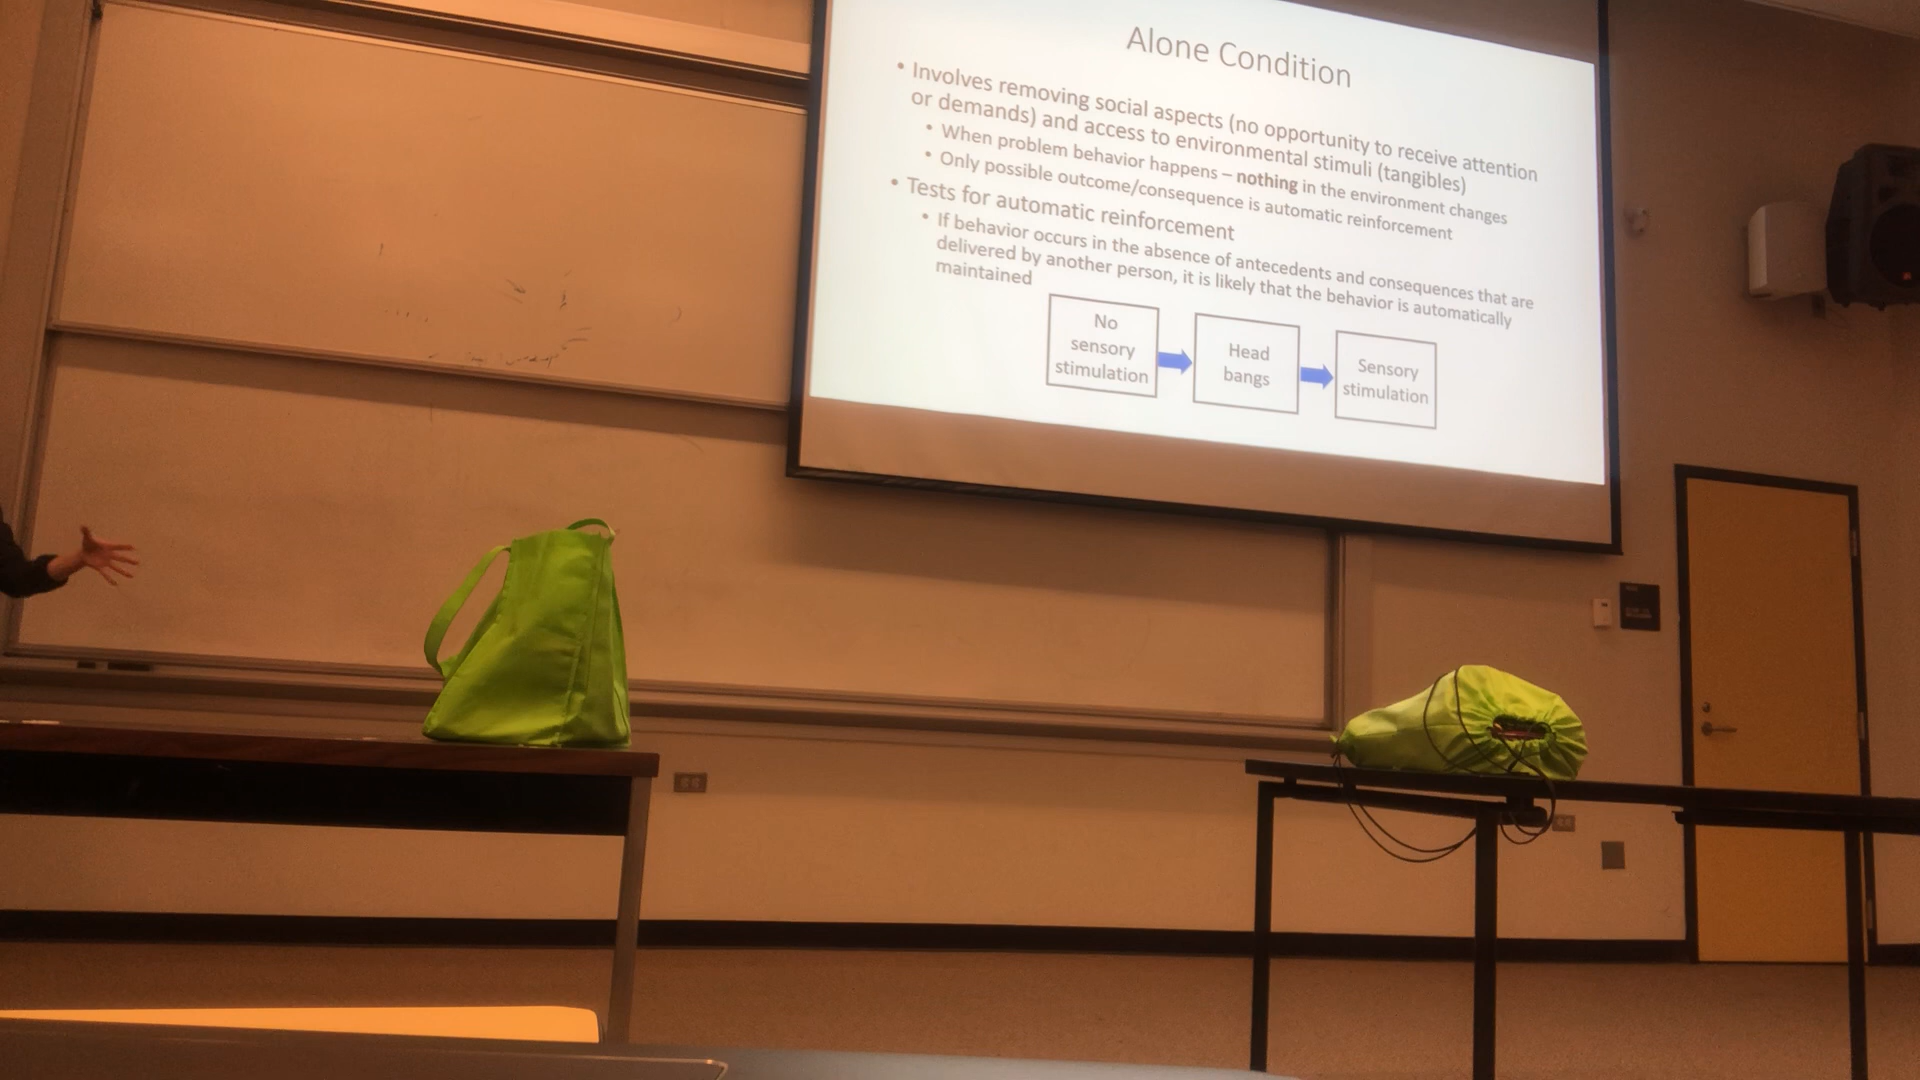 Alone Condition
• Involves removing social aspects (no opportunity to receive attention
or demands) and access to environmental stimuli (tangibles)
• When problem behavior happens – nothing in the environment changes
• Only possible outcome/consequence is automatic reinforcement
• Tests for automatic reinforcement
• If behavior occurs in the absence of antecedents and consequences that are
delivered by another person, it is likely that the behavior is automatically
maintained
No
sensory
stimulation
Head
bangs
Sensory
stimulation